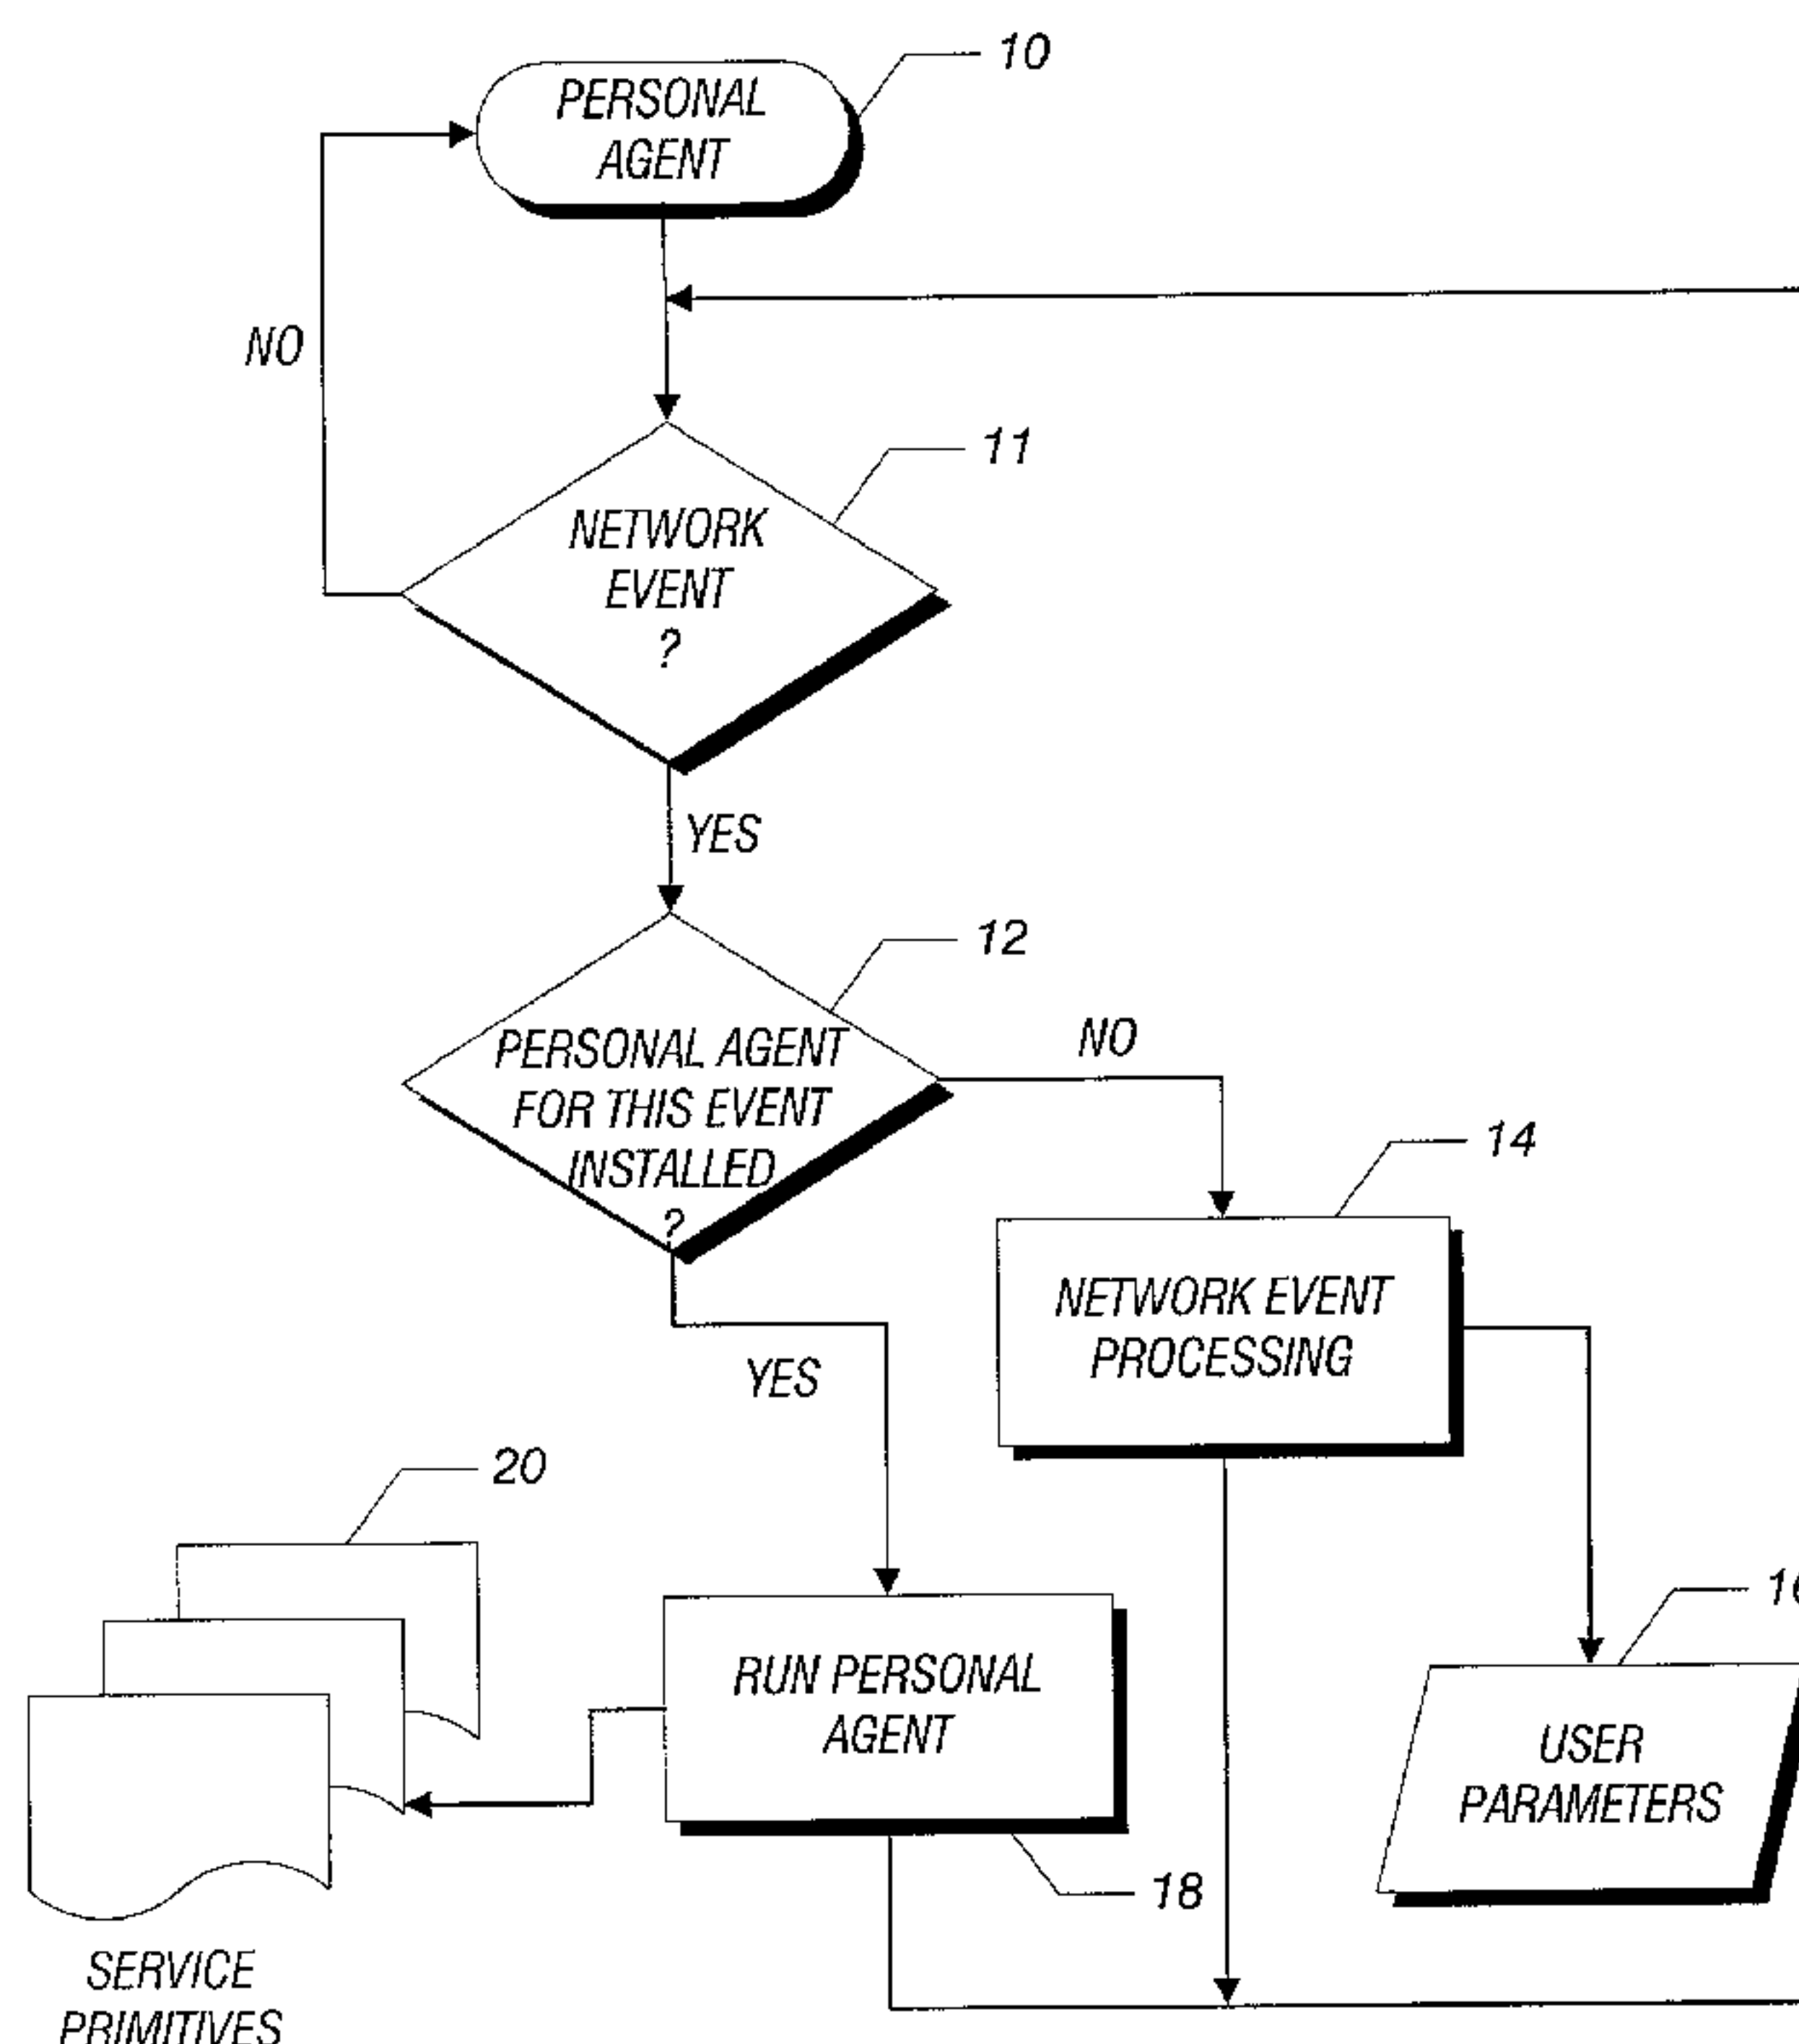 10
PERSONAL
AGENT
NO
11
NETWORK
EVENT
?
YES
12
PERSONAL AGENT
FOR THIS EVENT
INSTALLED
?
NO
14
NETWORK EVENT
PROCESSING
YES
20
RUN PERSONAL
AGENT
USER
PARAMETERS
18
SERVICE
PRIMITIVES